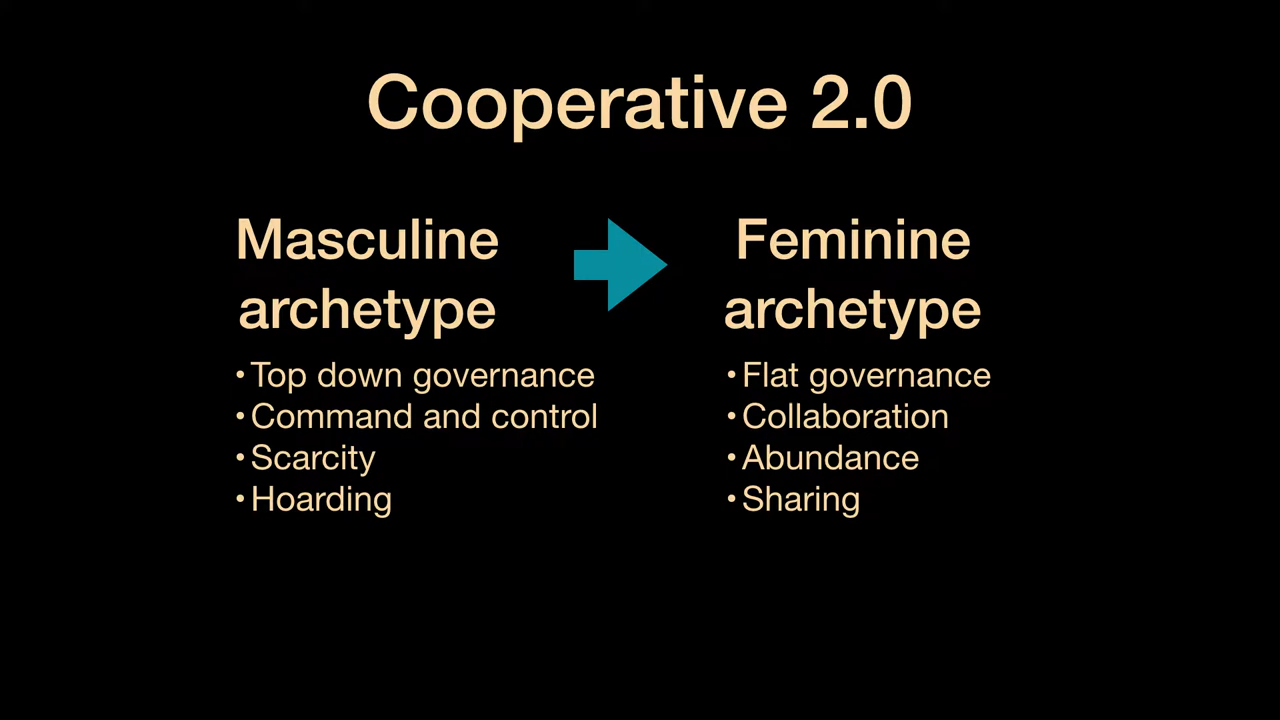 Cooperative 2.0
Masculine
archetype
• Top down governance
• Command and control
• Scarcity
• Hoarding
Feminine
archetype
• Flat governance
• Collaboration
• Abundance
• Sharing